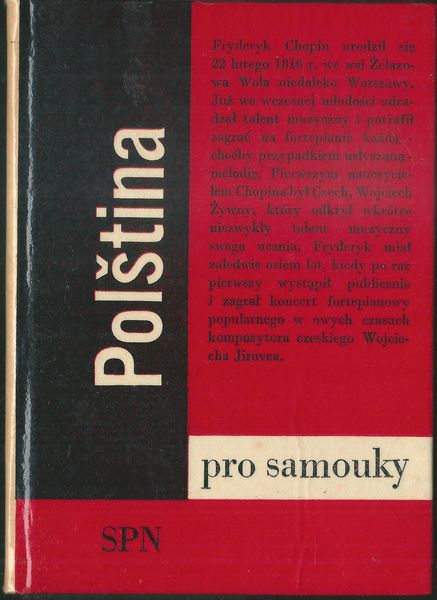 Polština
Fryderyk Chopin urodził się
22 lutego 1816 r. we wsi Żelazo-
wa Wola niedaleko Warszawy.
Już we wczesnej młodości zdra-
dzał talent muzyczny i potrafił
zagrać na fortepianie każdą -
choćby przypadkiem usłyszaną -
melodię. Pierwszym nauczycie-
lem Chopina był Czech, Wojciech
Żywny, który odkrył wkrótce
niezwykły talent muzyczny
swego ucznia. Fryderyk miał
zaledwie osiem lat, kiedy po raz
pierwszy wystąpił publicznie
i zagrał koncert fortepianowy
popularnego w owych czasach
kompozytora czeskiego Wojcie-
cha Jírovca.
pro samouky
SPN